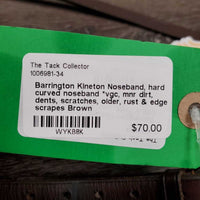 The Tack Collector
1006981-34
Barrington Kineton Noseband, hard
curved noseband *vgc, mnr dirt,
dents, scratches, older, rust & edge
scrapes Brown
WYKBBK
$70.00